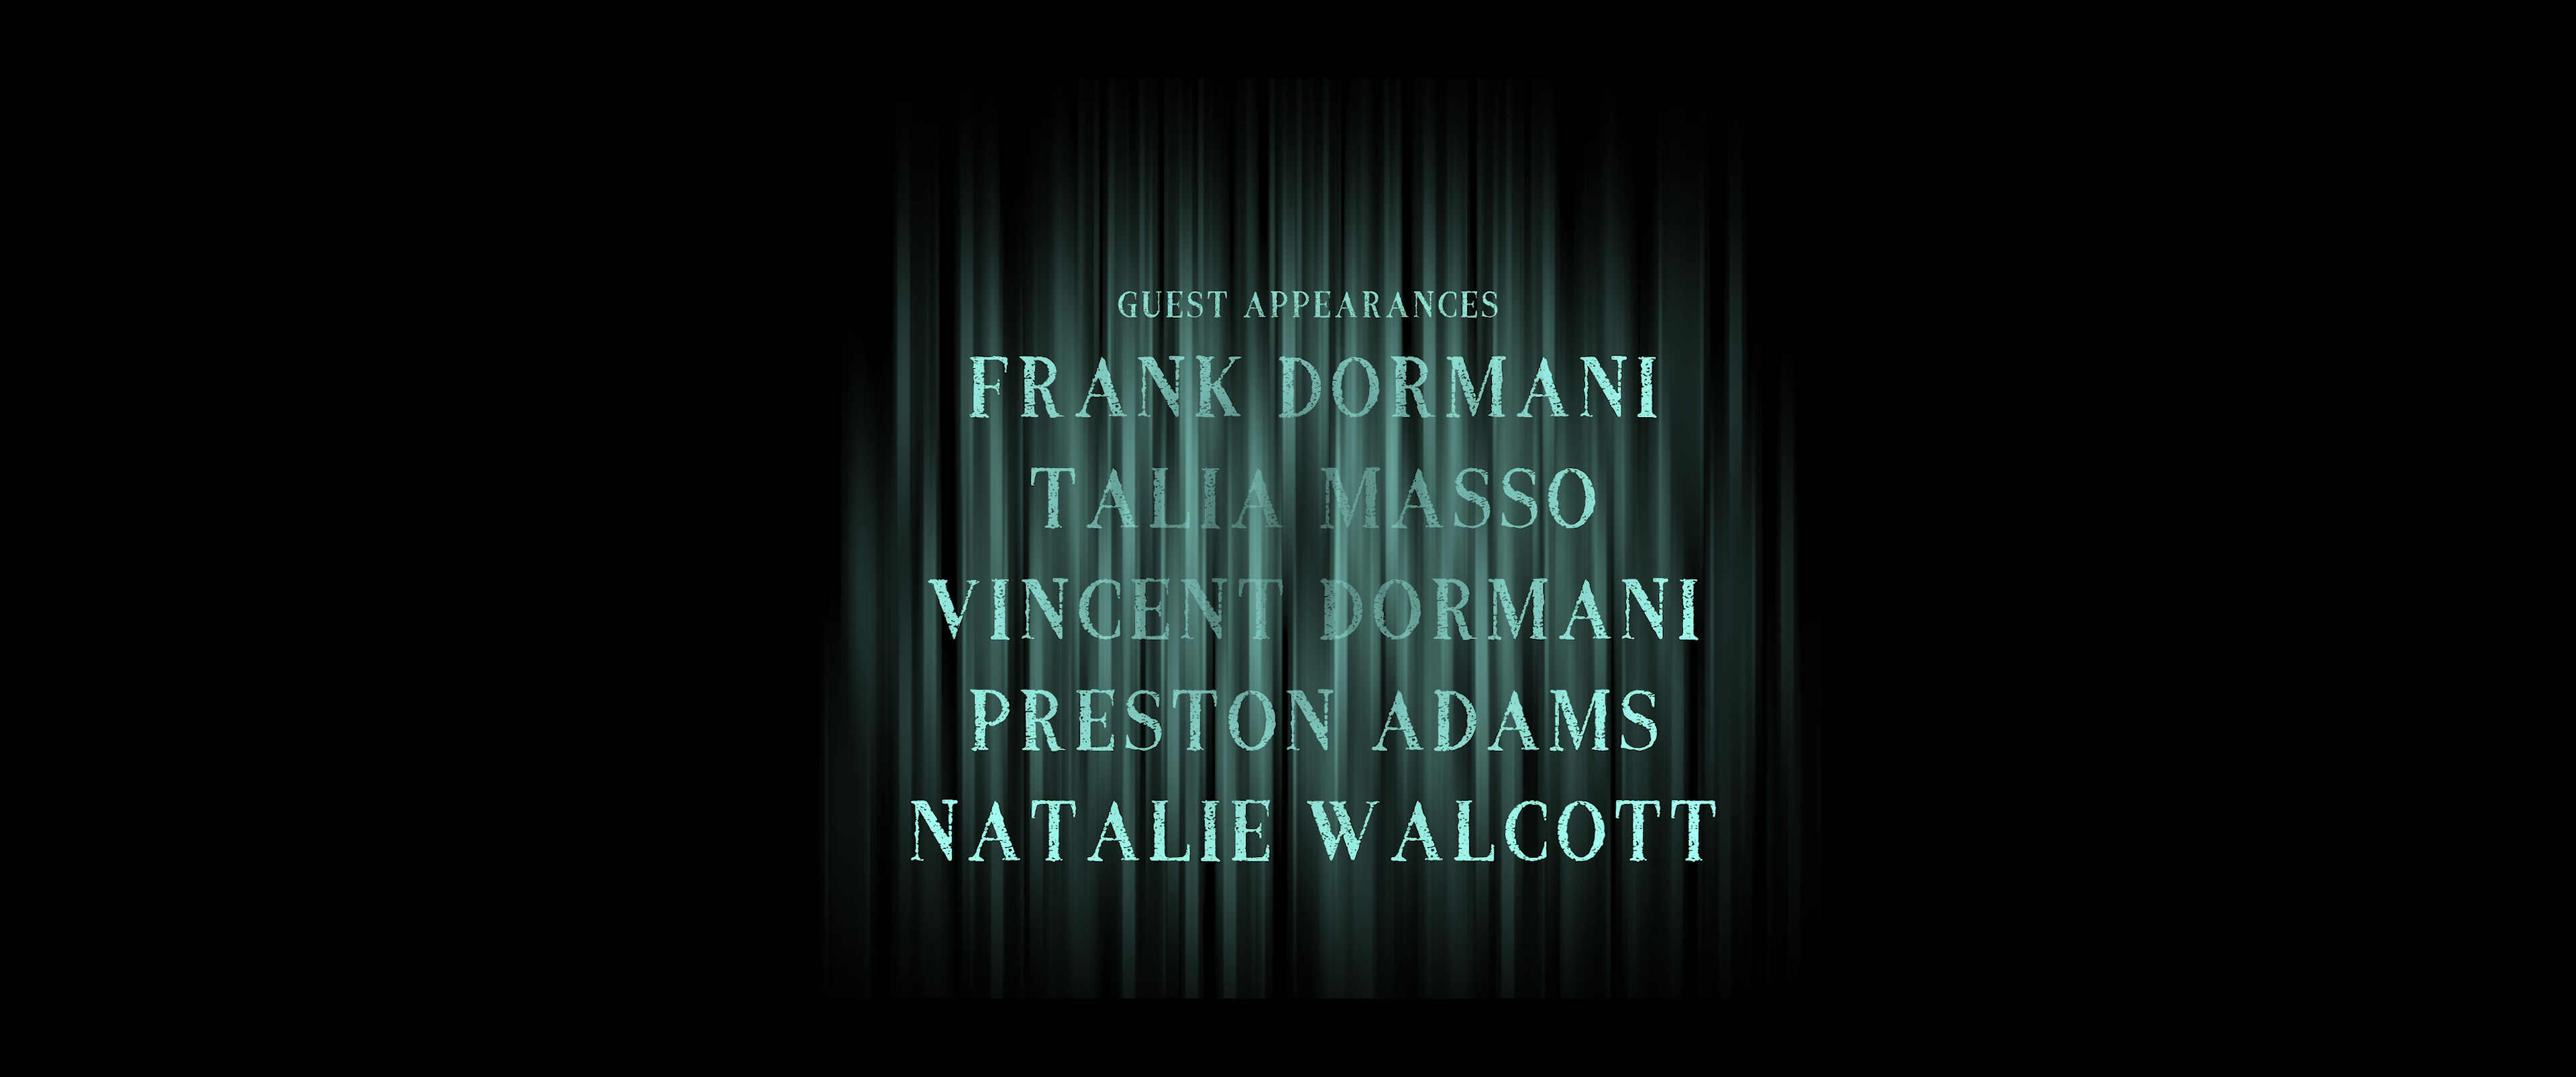 GUEST APPEARANCES
FRANK DORMANI
TALIA MASSO
VINCENT DORMANI
PRESTON ADAMS
NATALIE WALCOTT